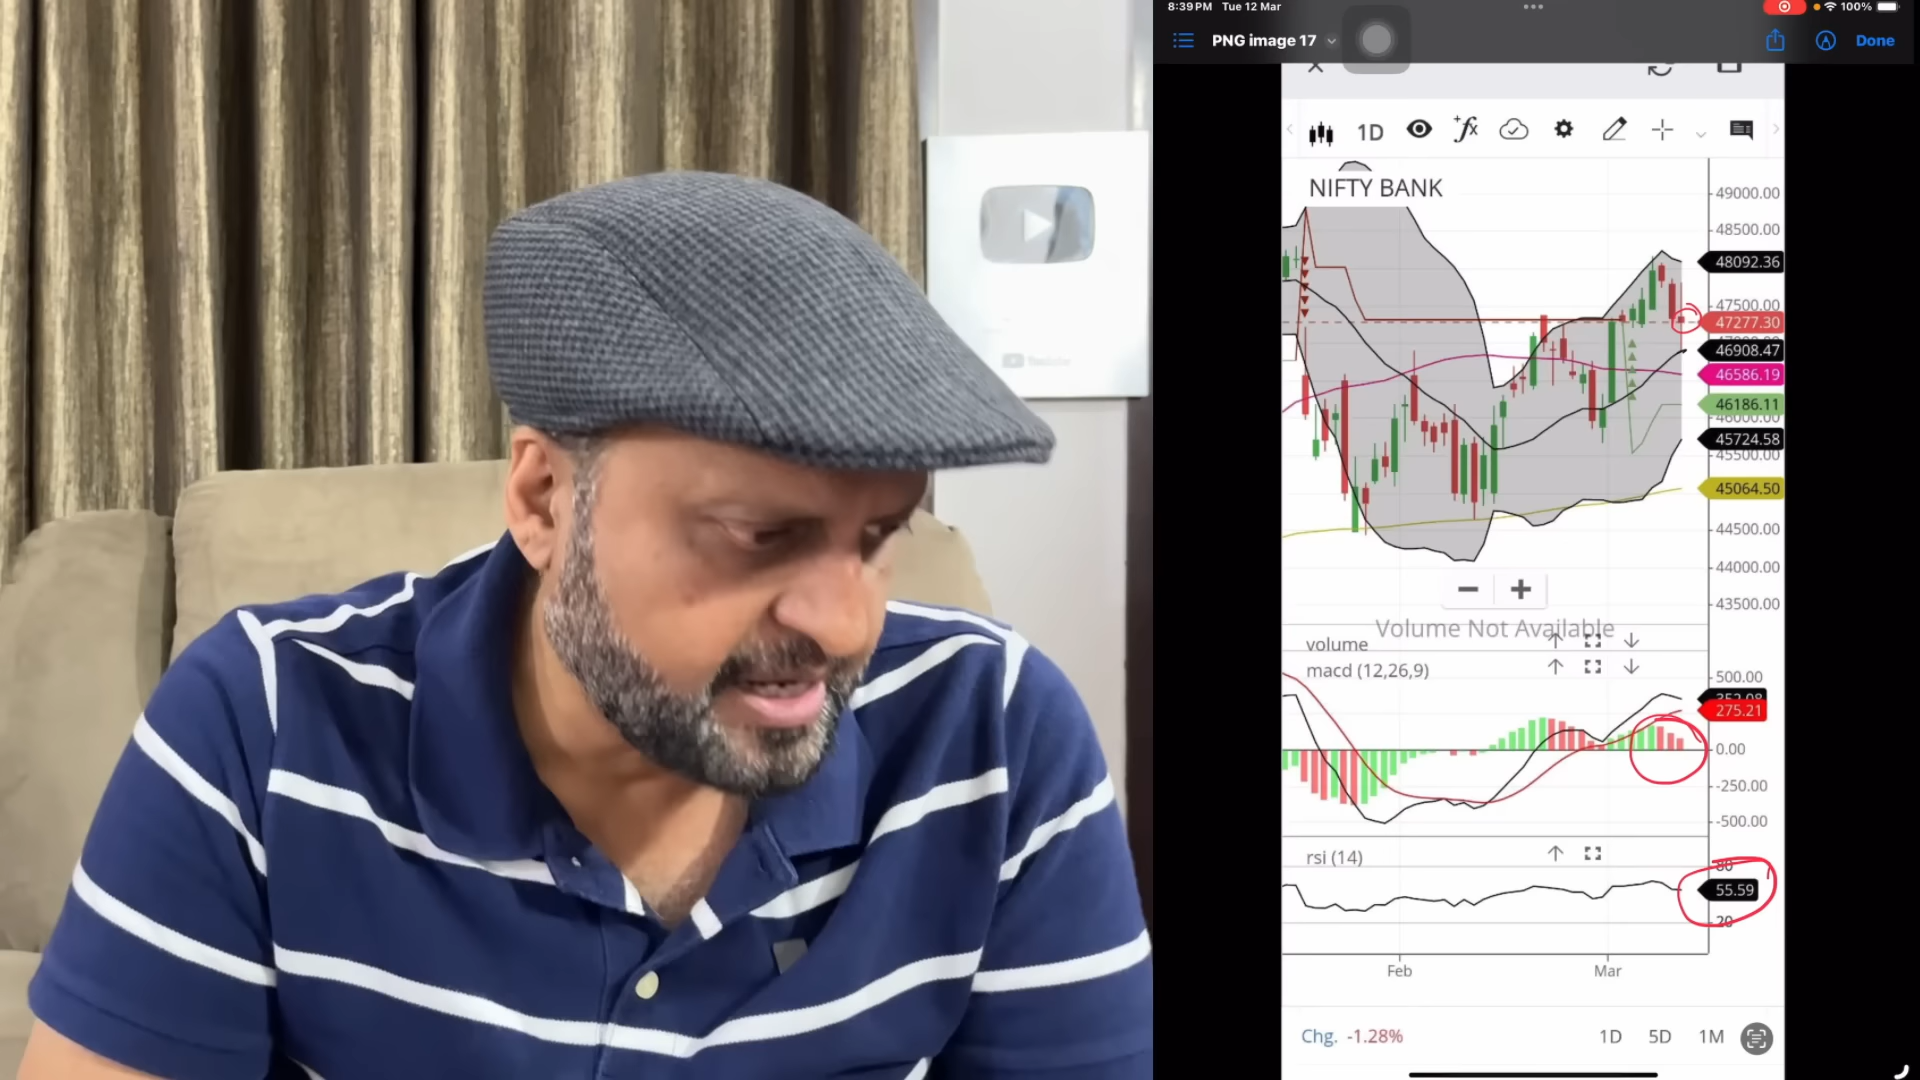 8:39 PM Tue 12 Mar
100%
PNG image 17
Done
1D
NIFTY BANK
49000.00
48500.00
48092.36
47500.00
47277.30
46908.47
46586.19
46186.11
45724.58
45500.00
45064.50
44500.00
44000.00
43500.00
Volume Not Available
volume
macd (12,26,9)
500.00
352.98
275.21
0.00
-250.00
-500.00
rsi (14)
80
55.59
20
Feb Mar
Chg. -1.28%
1D 5D 1M